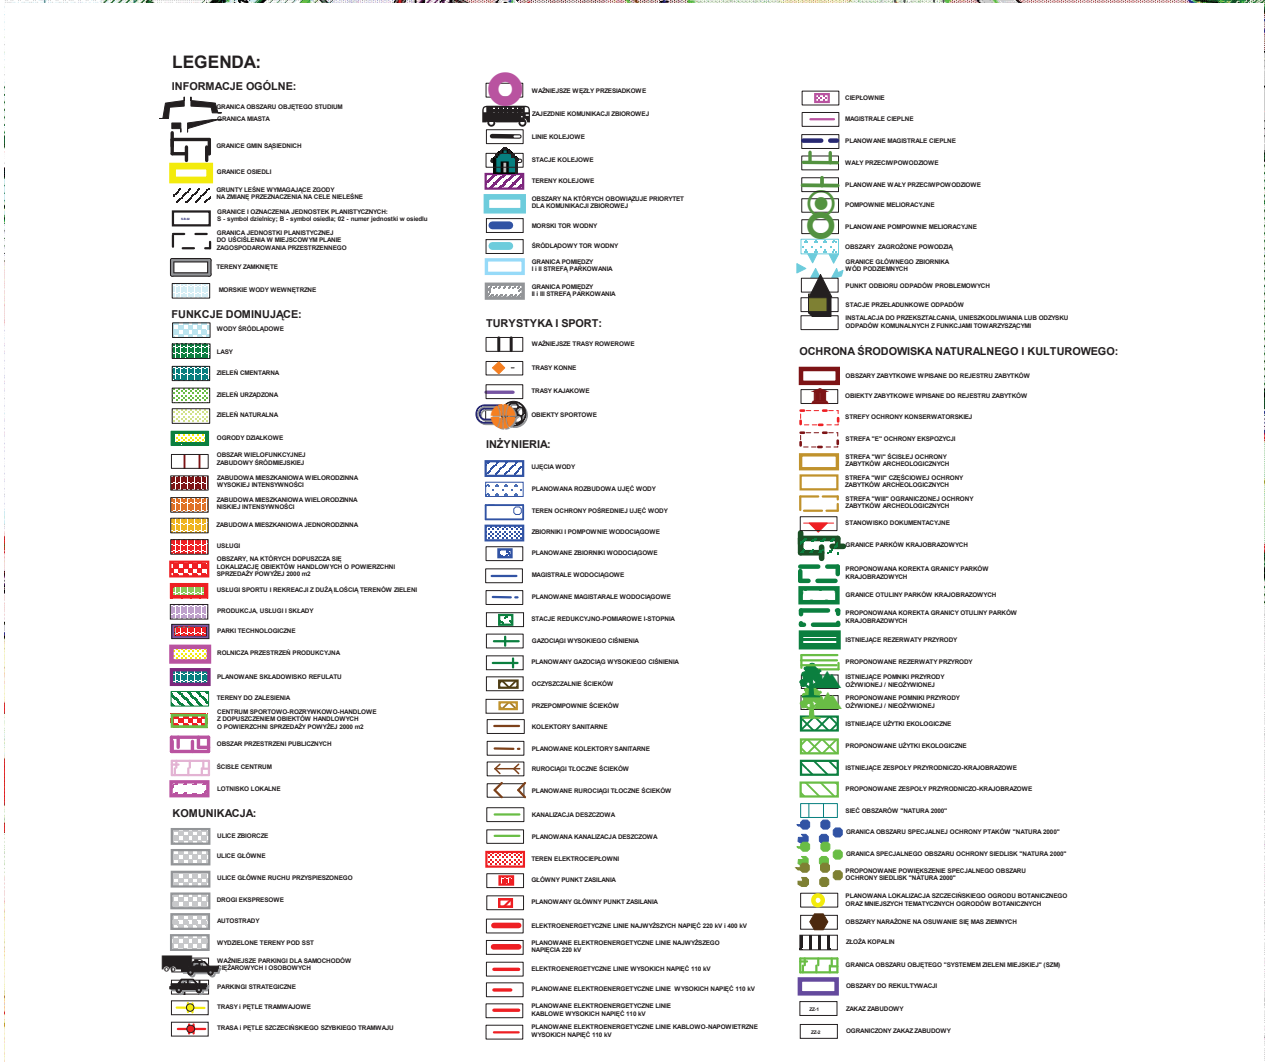 LEGENDA:
INFORMACJE OGÓLNE:
GRANICA OBSZARU OBJĘTEGO STUDIUM
GRANICA MIASTA
GRANICE GMIN SĄSIEDNICH
GRANICE OSIEDLI
GRUNTY LEŚNE WYMAGAJĄCE ZGODY
NA ZMIANĘ PRZEZNACZENIA NA CELE NIELEŚNE
GRANICE I OZNACZENIA JEDNOSTEK PLANISTYCZNYCH:
S - symbol dzielnicy; B - symbol osiedla; 02 - numer jednostki w osiedlu
GRANICA JEDNOSTKI PLANISTYCZNEJ
DO UŚCIŚLENIA W MIEJSCOWYM PLANIE
ZAGOSPODAROWANIA PRZESTRZENNEGO
TERENY ZAMKNIĘTE
MORSKIE WODY WEWNĘTRZNE
FUNKCJE DOMINUJĄCE:
WODY ŚRÓDLĄDOWE
LASY
ZIELEŃ CMENTARNA
ZIELEŃ URZĄDZONA
ZIELEŃ NATURALNA
OGRODY DZIAŁKOWE
OBSZAR WIELOFUNKCYJNEJ
ZABUDOWY ŚRÓDMIEJSKIEJ
ZABUDOWA MIESZKANIOWA WIELORODZINNA
WYSOKIEJ INTENSYWNOŚCI
ZABUDOWA MIESZKANIOWA WIELORODZINNA
NISKIEJ INTENSYWNOŚCI
ZABUDOWA MIESZKANIOWA JEDNORODZINNA
USŁUGI
OBSZARY, NA KTÓRYCH DOPUSZCZA SIĘ
LOKALIZACJĘ OBIEKTÓW HANDLOWYCH O POWIERZCHNI
SPRZEDAŻY POWYŻEJ 2000 m2
USŁUGI SPORTU I REKREACJI Z DUŻĄ ILOŚCIĄ TERENÓW ZIELENI
PRODUKCJA, USŁUGI I SKŁADY
PARKI TECHNOLOGICZNE
ROLNICZA PRZESTRZEŃ PRODUKCYJNA
PLANOWANE SKŁADOWISKO REFULATU
TERENY DO ZALESIENIA
CENTRUM SPORTOWO-ROZRYWKOWO-HANDLOWE
Z DOPUSZCZENIEM OBIEKTÓW HANDLOWYCH
O POWIERZCHNI SPRZEDAŻY POWYŻEJ 2000 m2
OBSZAR PRZESTRZENI PUBLICZNYCH
ŚCISŁE CENTRUM
LOTNISKO LOKALNE
KOMUNIKACJA:
ULICE ZBIORCZE
ULICE GŁÓWNE
ULICE GŁÓWNE RUCHU PRZYSPIESZONEGO
DROGI EKSPRESOWE
AUTOSTRADY
WYDZIELONE TERENY POD SST
WAŻNIEJSZE PARKINGI DLA SAMOCHODÓW
CIĘŻAROWYCH I OSOBOWYCH
PARKINGI STRATEGICZNE
TRASY i PĘTLE TRAMWAJOWE
TRASA I PĘTLE SZCZECIŃSKIEGO SZYBKIEGO TRAMWAJU
WAŻNIEJSZE WĘZŁY PRZESIADKOWE
ZAJEZDNIE KOMUNIKACJI ZBIOROWEJ
LINIE KOLEJOWE
STACJE KOLEJOWE
TERENY KOLEJOWE
OBSZARY NA KTÓRYCH OBOWIĄZUJE PRIORYTET
DLA KOMUNIKACJI ZBIOROWEJ
MORSKI TOR WODNY
ŚRÓDLĄDOWY TOR WODNY
GRANICA POMIĘDZY
I i II STREFĄ PARKOWANIA
GRANICA POMIĘDZY
II i III STREFĄ PARKOWANIA
TURYSTYKA I SPORT:
WAŻNIEJSZE TRASY ROWEROWE
TRASY KONNE
TRASY KAJAKOWE
OBIEKTY SPORTOWE
INŻYNIERIA:
UJĘCIA WODY
PLANOWANA ROZBUDOWA UJĘĆ WODY
TEREN OCHRONY POŚREDNIEJ UJĘĆ WODY
ZBIORNIKI I POMPOWNIE WODOCIĄGOWE
PLANOWANE ZBIORNIKI WODOCIĄGOWE
MAGISTRALE WODOCIĄGOWE
PLANOWANE MAGISTARALE WODOCIĄGOWE
STACJE REDUKCYJNO-POMIAROWE I-STOPNIA
GAZOCIĄGI WYSOKIEGO CIŚNIENIA
PLANOWANY GAZOCIĄG WYSOKIEGO CIŚNIENIA
OCZYSZCZALNIE ŚCIEKÓW
PRZEPOMPOWNIE ŚCIEKÓW
KOLEKTORY SANITARNE
PLANOWANE KOLEKTORY SANITARNE
RUROCIĄGI TŁOCZNE ŚCIEKÓW
PLANOWANE RUROCIĄGI TŁOCZNE ŚCIEKÓW
KANALIZACJA DESZCZOWA
PLANOWANA KANALIZACJA DESZCZOWA
TEREN ELEKTROCIEPŁOWNI
GŁÓWNY PUNKT ZASILANIA
PLANOWANY GŁÓWNY PUNKT ZASILANIA
ELEKTROENERGETYCZNE LINIE NAJWYŻSZYCH NAPIĘĆ 220 kV i 400 kV
PLANOWANE ELEKTROENERGETYCZNE LINIE NAJWYŻSZEGO
NAPIĘCIA 220 kV
ELEKTROENERGETYCZNE LINIE WYSOKICH NAPIĘĆ 110 kV
PLANOWANE ELEKTROENERGETYCZNE LINIE WYSOKICH NAPIĘĆ 110 kV
PLANOWANE ELEKTROENERGETYCZNE LINIE
KABLOWE WYSOKICH NAPIĘĆ 110 kV
PLANOWANE ELEKTROENERGETYCZNE LINIE KABLOWO-NAPOWIETRZNE
WYSOKICH NAPIĘĆ 110 kV
CIEPŁOWNIE
MAGISTRALE CIEPLNE
PLANOWANE MAGISTRALE CIEPLNE
WAŁY PRZECIWPOWODZIOWE
PLANOWANE WAŁY PRZECIWPOWODZIOWE
POMPOWNIE MELIORACYJNE
PLANOWANE POMPOWNIE MELIORACYJNE
OBSZARY ZAGROŻONE POWODZIĄ
GRANICE GŁÓWNEGO ZBIORNIKA
WÓD PODZIEMNYCH
PUNKT ODBIORU ODPADÓW PROBLEMOWYCH
STACJE PRZEŁADUNKOWE ODPADÓW
INSTALACJA DO PRZEKSZTAŁCANIA, UNIESZKODLIWIANIA LUB ODZYSKU
ODPADÓW KOMUNALNYCH Z FUNKCJAMI TOWARZYSZĄCYMI
OCHRONA ŚRODOWISKA NATURALNEGO I KULTUROWEGO:
OBSZARY ZABYTKOWE WPISANE DO REJESTRU ZABYTKÓW
OBIEKTY ZABYTKOWE WPISANE DO REJESTRU ZABYTKÓW
STREFY OCHRONY KONSERWATORSKIEJ
STREFA "E" OCHRONY EKSPOZYCJI
STREFA "WI" ŚCISŁEJ OCHRONY
ZABYTKÓW ARCHEOLOGICZNYCH
STREFA "WII" CZĘŚCIOWEJ OCHRONY
ZABYTKÓW ARCHEOLOGICZNYCH
STREFA "WIII" OGRANICZONEJ OCHRONY
ZABYTKÓW ARCHEOLOGICZNYCH
STANOWISKO DOKUMENTACYJNE
GRANICE PARKÓW KRAJOBRAZOWYCH
PROPONOWANA KOREKTA GRANICY PARKÓW
KRAJOBRAZOWYCH
GRANICE OTULINY PARKÓW KRAJOBRAZOWYCH
PROPONOWANA KOREKTA GRANICY OTULINY PARKÓW
KRAJOBRAZOWYCH
ISTNIEJĄCE REZERWATY PRZYRODY
PROPONOWANE REZERWATY PRZYRODY
ISTNIEJĄCE POMNIKI PRZYRODY
OŻYWIONEJ / NIEOŻYWIONEJ
PROPONOWANE POMNIKI PRZYRODY
OŻYWIONEJ / NIEOŻYWIONEJ
ISTNIEJĄCE UŻYTKI EKOLOGICZNE
PROPONOWANE UŻYTKI EKOLOGICZNE
ISTNIEJĄCE ZESPOŁY PRZYRODNICZO-KRAJOBRAZOWE
PROPONOWANE ZESPOŁY PRZYRODNICZO-KRAJOBRAZOWE
SIEĆ OBSZARÓW "NATURA 2000"
GRANICA OBSZARU SPECJALNEJ OCHRONY PTAKÓW "NATURA 2000"
GRANICA SPECJALNEGO OBSZARU OCHRONY SIEDLISK "NATURA 2000"
PROPONOWANE POWIĘKSZENIE SPECJALNEGO OBSZARU
OCHRONY SIEDLISK "NATURA 2000"
PLANOWANA LOKALIZACJA SZCZECIŃSKIEGO OGRODU BOTANICZNEGO
ORAZ MNIEJSZYCH TEMATYCZNYCH OGRODÓW BOTANICZNYCH
OBSZARY NARAŻONE NA OSUWANIE SIĘ MAS ZIEMNYCH
ZŁOŻA KOPALIN
GRANICA OBSZARU OBJĘTEGO "SYSTEMEM ZIELENI MIEJSKIEJ" (SZM)
OBSZARY DO REKULTYWACJI
ZZ-1 ZAKAZ ZABUDOWY
ZZ-2 OGRANICZONY ZAKAZ ZABUDOWY